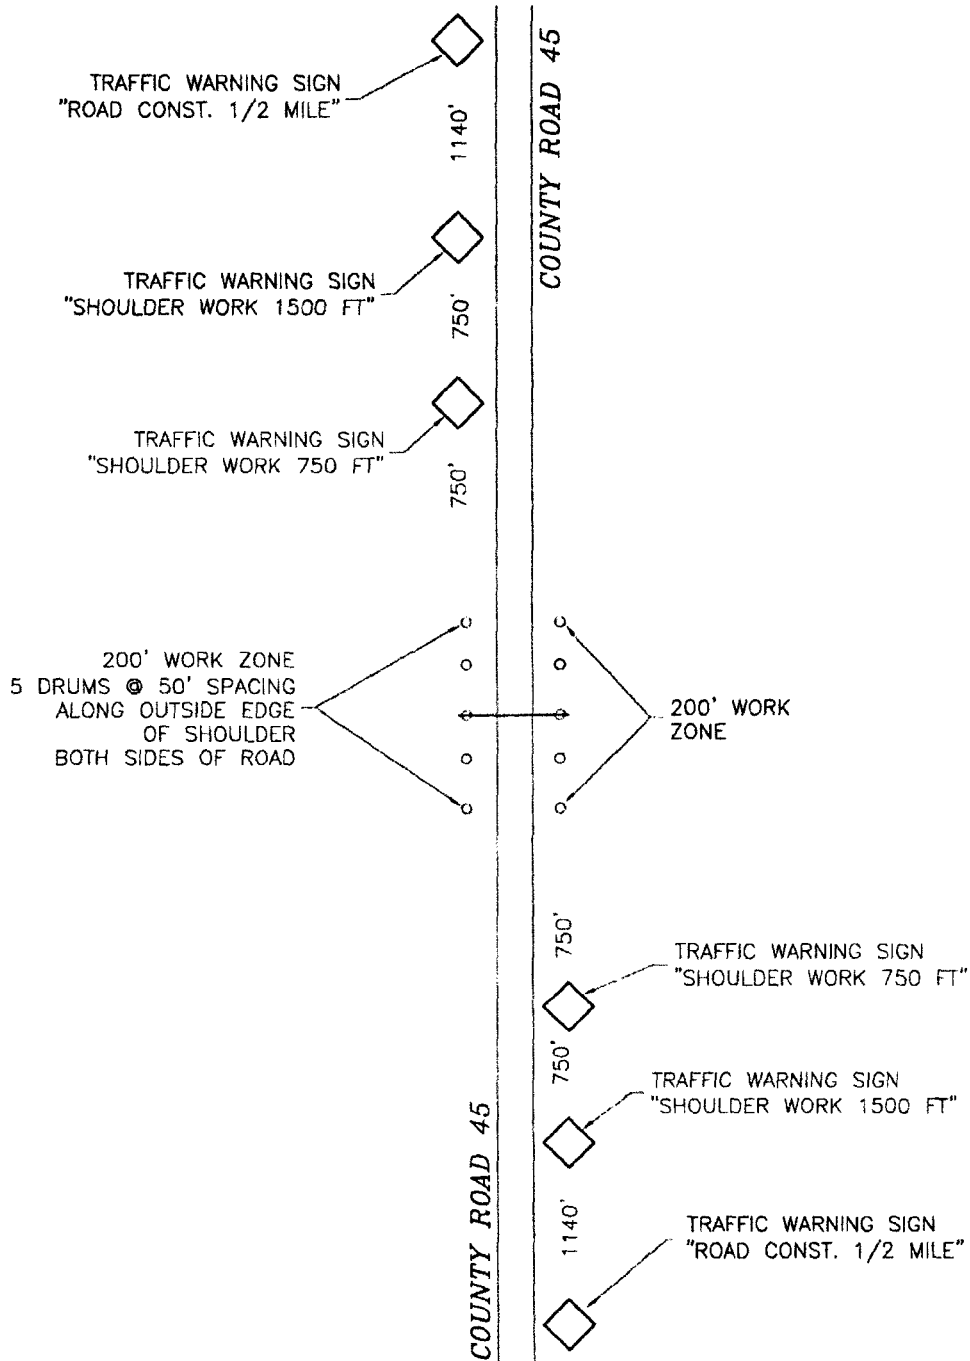 COUNTY ROAD 45
TRAFFIC WARNING SIGN
"ROAD CONST. 1/2 MILE"
1140'
TRAFFIC WARNING SIGN
"SHOULDER WORK 1500 FT"
750'
TRAFFIC WARNING SIGN
"SHOULDER WORK 750 FT"
750'
200' WORK ZONE
5 DRUMS @ 50' SPACING
ALONG OUTSIDE EDGE
OF SHOULDER
BOTH SIDES OF ROAD
200' WORK
ZONE
750'
TRAFFIC WARNING SIGN
"SHOULDER WORK 750 FT"
750'
TRAFFIC WARNING SIGN
"SHOULDER WORK 1500 FT"
COUNTY ROAD 45
1140'
TRAFFIC WARNING SIGN
"ROAD CONST. 1/2 MILE"